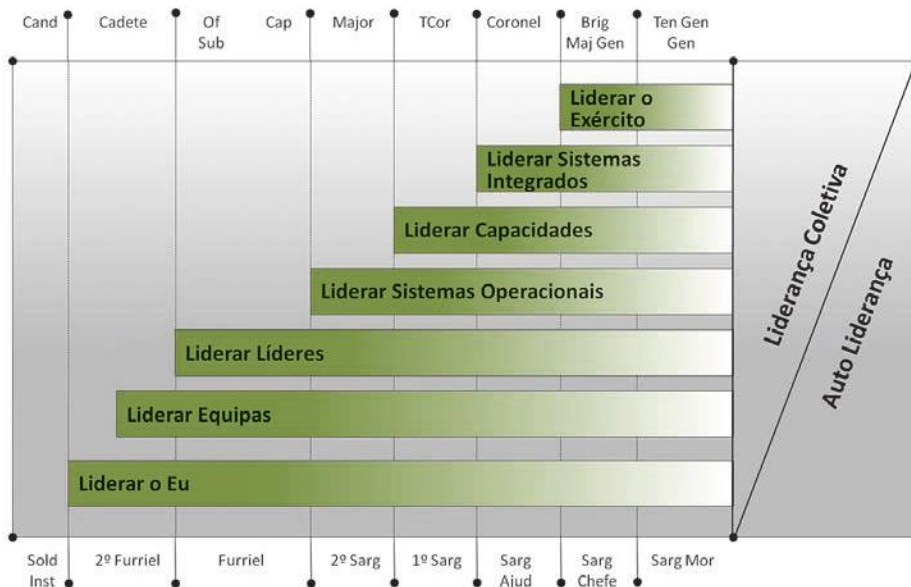 Cand Cadete Of Cap Major TCor Coronel Brig Ten Gen
Sub Maj Gen Gen
Liderar o
Exército
Liderar Sistemas
Integrados
Liderar Capacidades
Liderar Sistemas Operacionais
Liderar Líderes
Liderar Equipas
Liderar o Eu
Liderança Coletiva
Auto Liderança
Sold 2º Furriel Furriel 2º Sarg 1º Sarg Sarg Sarg Sarg Mor
Inst Ajud Chefe